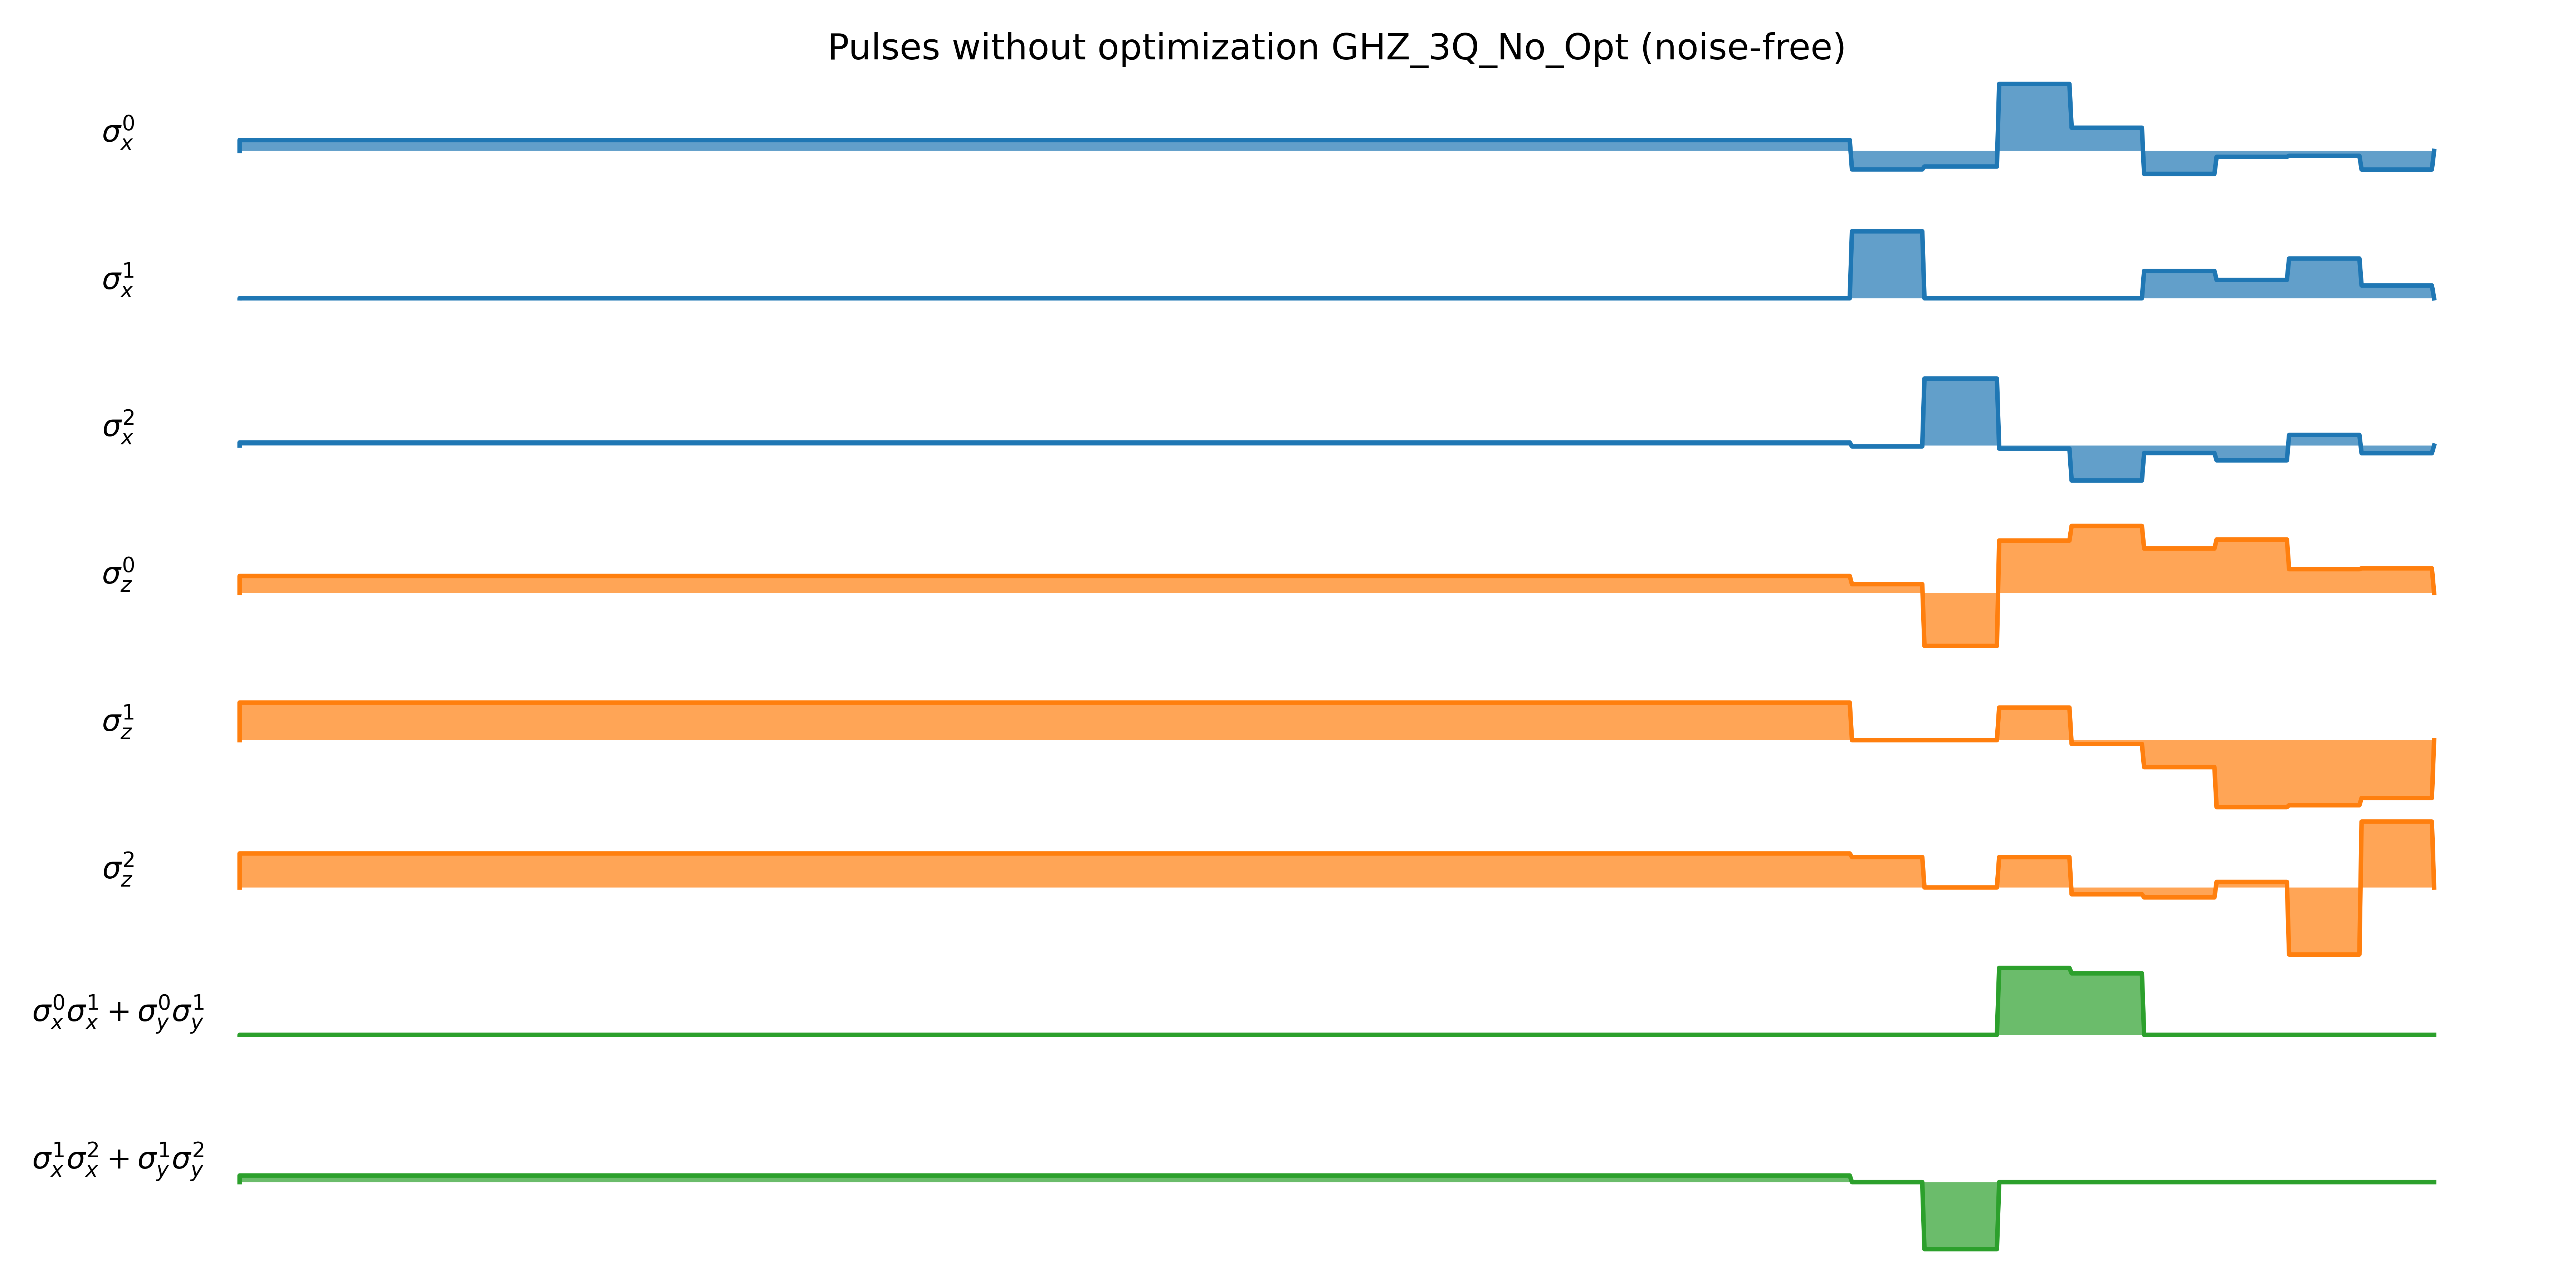 Pulses without optimization GHZ_3Q_No_Opt (noise-free)
σ_x^0
σ_x^1
σ_x^2
σ_z^0
σ_z^1
σ_z^2
σ_x^0σ_x^1 + σ_y^0σ_y^1
σ_x^1σ_x^2 + σ_y^1σ_y^2